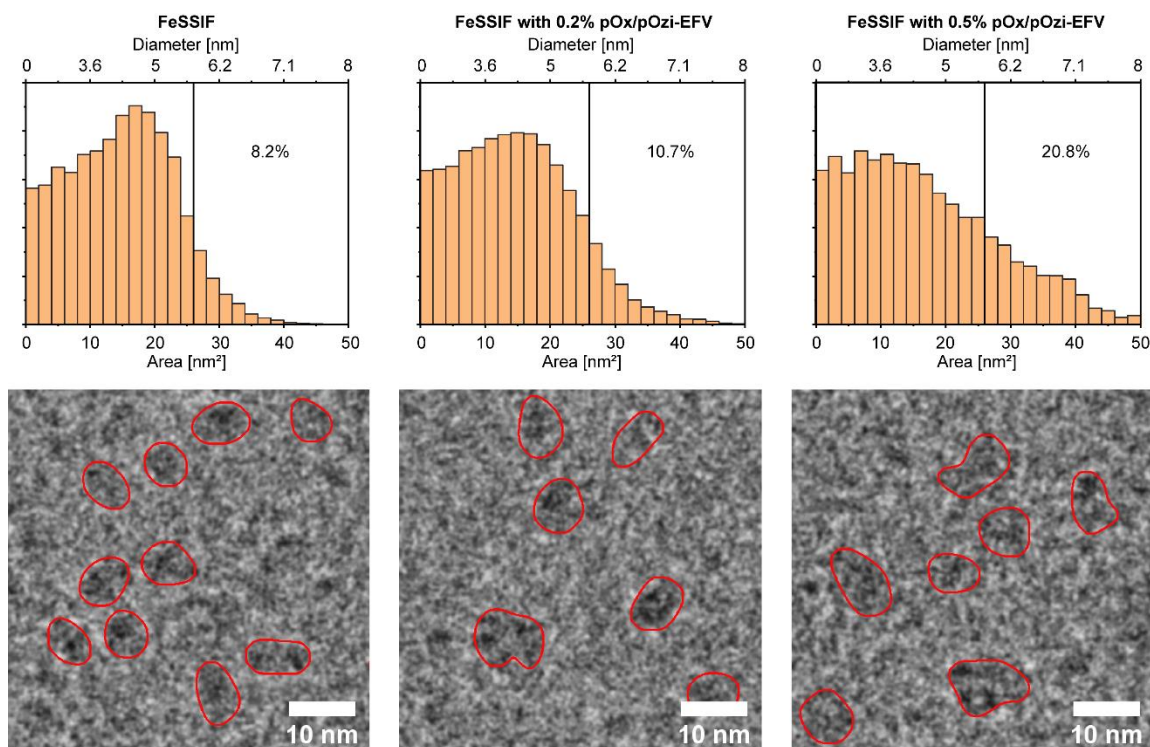 FeSSIF
Diameter [nm]
0 3.6 5 6.2 7.1 8
8.2%
0 10 20 30 40 50
Area [nm²]
FeSSIF with 0.2% pOx/pOzi-EFV
Diameter [nm]
0 3.6 5 6.2 7.1 8
10.7%
0 10 20 30 40 50
Area [nm²]
FeSSIF with 0.5% pOx/pOzi-EFV
Diameter [nm]
0 3.6 5 6.2 7.1 8
20.8%
0 10 20 30 40 50
Area [nm²]
10 nm
10 nm
10 nm